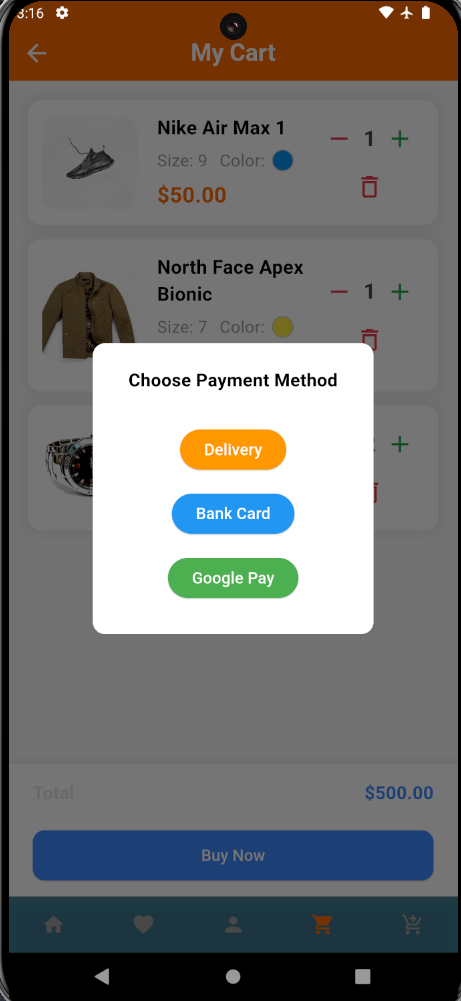 3:16
My Cart
Nike Air Max 1
1
Size: 9 Color:
$50.00
North Face Apex
Bionic
1
Size: 7 Color:
Choose Payment Method
Delivery
Bank Card
Google Pay
Total
$500.00
Buy Now